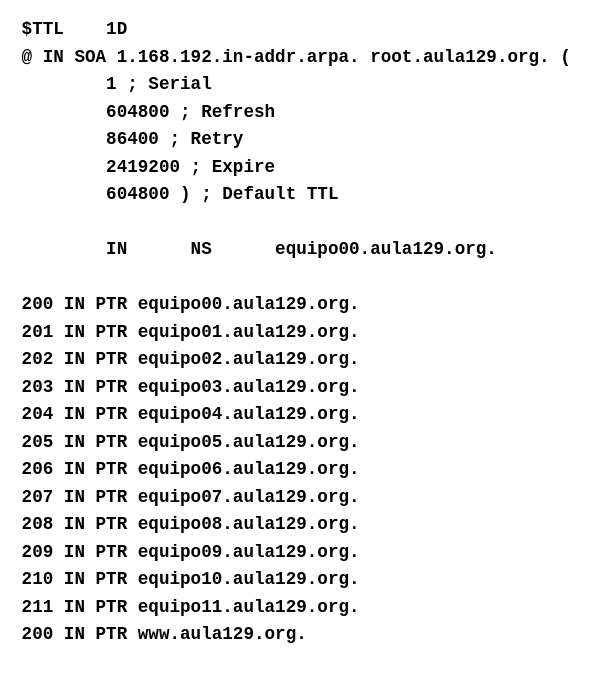 $TTL    1D
@ IN SOA 1.168.192.in-addr.arpa. root.aula129.org. (
        1 ; Serial
        604800 ; Refresh
        86400 ; Retry
        2419200 ; Expire
        604800 ) ; Default TTL

        IN      NS      equipo00.aula129.org.

200 IN PTR equipo00.aula129.org.
201 IN PTR equipo01.aula129.org.
202 IN PTR equipo02.aula129.org.
203 IN PTR equipo03.aula129.org.
204 IN PTR equipo04.aula129.org.
205 IN PTR equipo05.aula129.org.
206 IN PTR equipo06.aula129.org.
207 IN PTR equipo07.aula129.org.
208 IN PTR equipo08.aula129.org.
209 IN PTR equipo09.aula129.org.
210 IN PTR equipo10.aula129.org.
211 IN PTR equipo11.aula129.org.
200 IN PTR www.aula129.org.